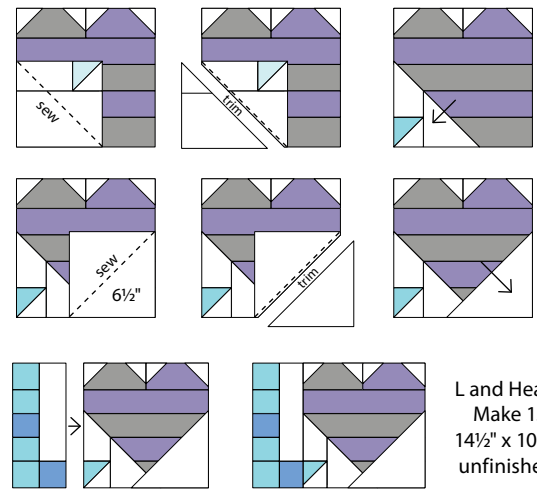 sew
trim
sew
6½"
trim
L and Hea
Make 1
14½" x 10
unfinishe